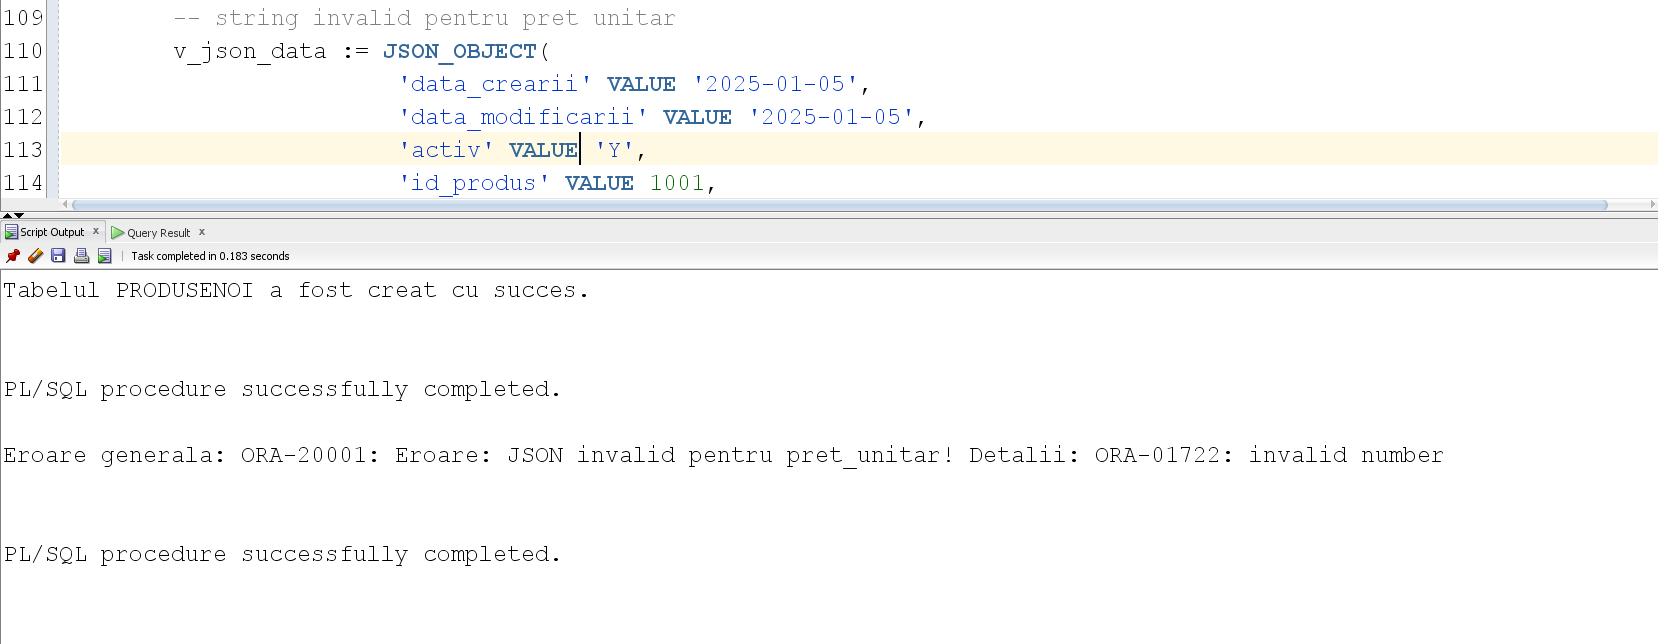 109 -- string invalid pentru pret unitar
110 v_json_data := JSON_OBJECT(
111 'data_crearii' VALUE '2025-01-05',
112 'data_modificarii' VALUE '2025-01-05',
113 'activ' VALUE 'Y',
114 'id_produs' VALUE 1001,
Script Output x Query Result x
Task completed in 0.183 seconds
Tabelul PRODUSENOI a fost creat cu succes.
PL/SQL procedure successfully completed.
Eroare generala: ORA-20001: Eroare: JSON invalid pentru pret_unitar! Detalii: ORA-01722: invalid number
PL/SQL procedure successfully completed.